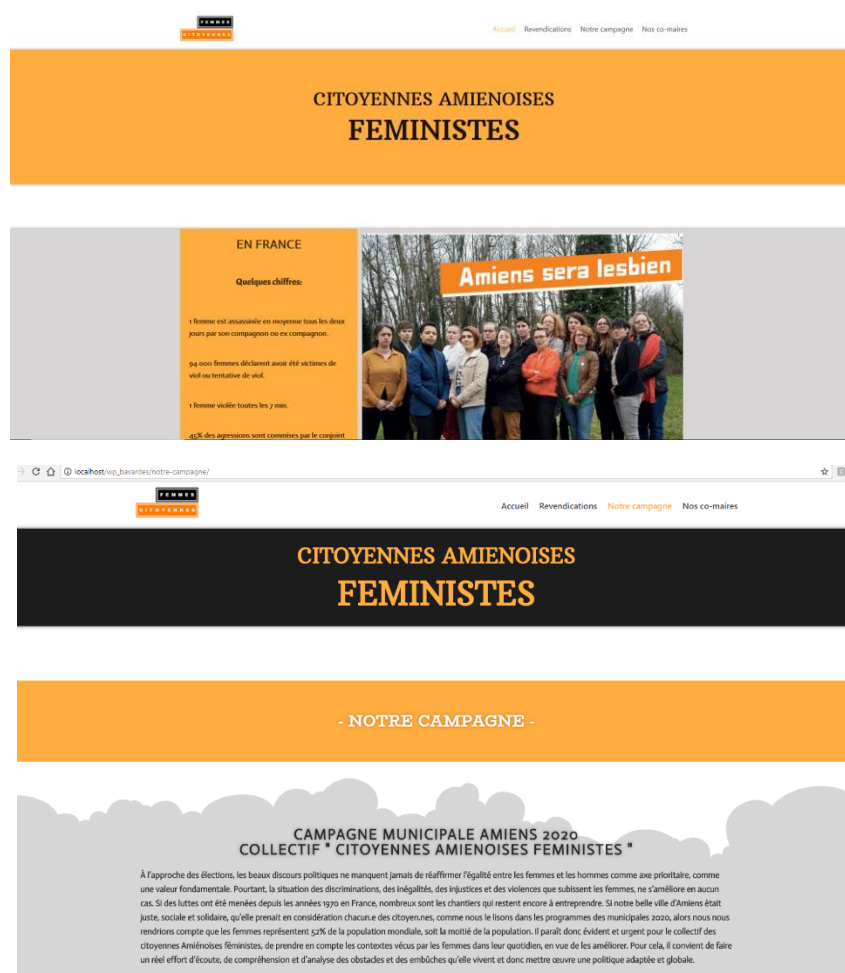 FEMMES
CITOYENNES
Accueil Revendications Notre campagne Nos co-maires
CITOYENNES AMIENOISES
FEMINISTES
EN FRANCE
Quelques chiffres:
1 femme est assassinée en moyenne tous les deux
jours par son compagnon ou ex compagnon.
94 000 femmes déclarent avoir été victimes de
viol ou tentative de viol.
1 femme violée toutes les 7 min.
45% des agressions sont commises par le conjoint
Amiens sera lesbien
localhost/wp_bavardes/notre-campagne/
FEMMES
CITOYENNES
Accueil Revendications Notre campagne Nos co-maires
CITOYENNES AMIENOISES
FEMINISTES
- NOTRE CAMPAGNE -
CAMPAGNE MUNICIPALE AMIENS 2020
COLLECTIF " CITOYENNES AMIENOISES FEMINISTES "
À l'approche des élections, les beaux discours politiques ne manquent jamais de réaffirmer l'égalité entre les femmes et les hommes comme axe prioritaire, comme
une valeur fondamentale. Pourtant, la situation des discriminations, des inégalités, des injustices et des violences que subissent les femmes, ne s'améliore en aucun
cas. Si des luttes ont été menées depuis les années 1970 en France, nombreux sont les chantiers qui restent encore à entreprendre. Si notre belle ville d'Amiens était
juste, sociale et solidaire, qu'elle prenait en considération chacun.e des citoyen.nes, comme nous le lisons dans les programmes des municipales 2020, alors nous nous
rendrions compte que les femmes représentent 52% de la population mondiale, soit la moitié de la population. Il paraît donc évident et urgent pour le collectif des
citoyennes Amiénoises féministes, de prendre en compte les contextes vécus par les femmes dans leur quotidien, en vue de les améliorer. Pour cela, il convient de faire
un réel effort d'écoute, de compréhension et d'analyse des obstacles et des embûches qu'elle vivent et donc mettre œuvre une politique adaptée et globale.